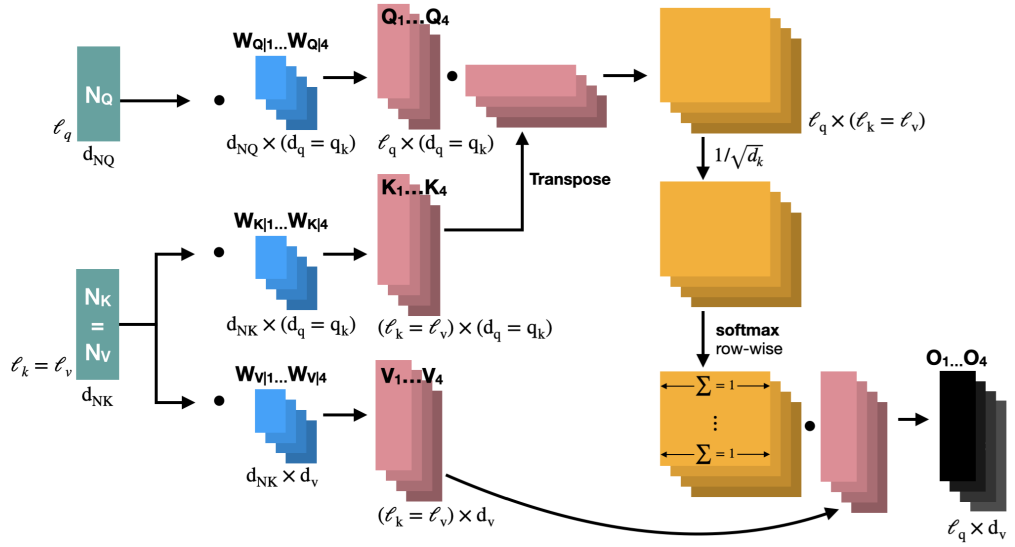 Q₁...Q₄
W_Q|1...W_Q|4
N_Q
ℓ_q
d_NQ
d_NQ × (d_q = q_k)
ℓ_q × (d_q = q_k)
ℓ_q × (ℓ_k = ℓ_v)
1/√d_k
Transpose
K₁...K₄
W_K|1...W_K|4
N_K
=
N_V
ℓ_k = ℓ_v
d_NK
d_NK × (d_q = q_k)
(ℓ_k = ℓ_v) × (d_q = q_k)
softmax
row-wise
W_V|1...W_V|4
V₁...V₄
d_NK × d_v
(ℓ_k = ℓ_v) × d_v
∑ = 1
⋮
∑ = 1
O₁...O₄
ℓ_q × d_v